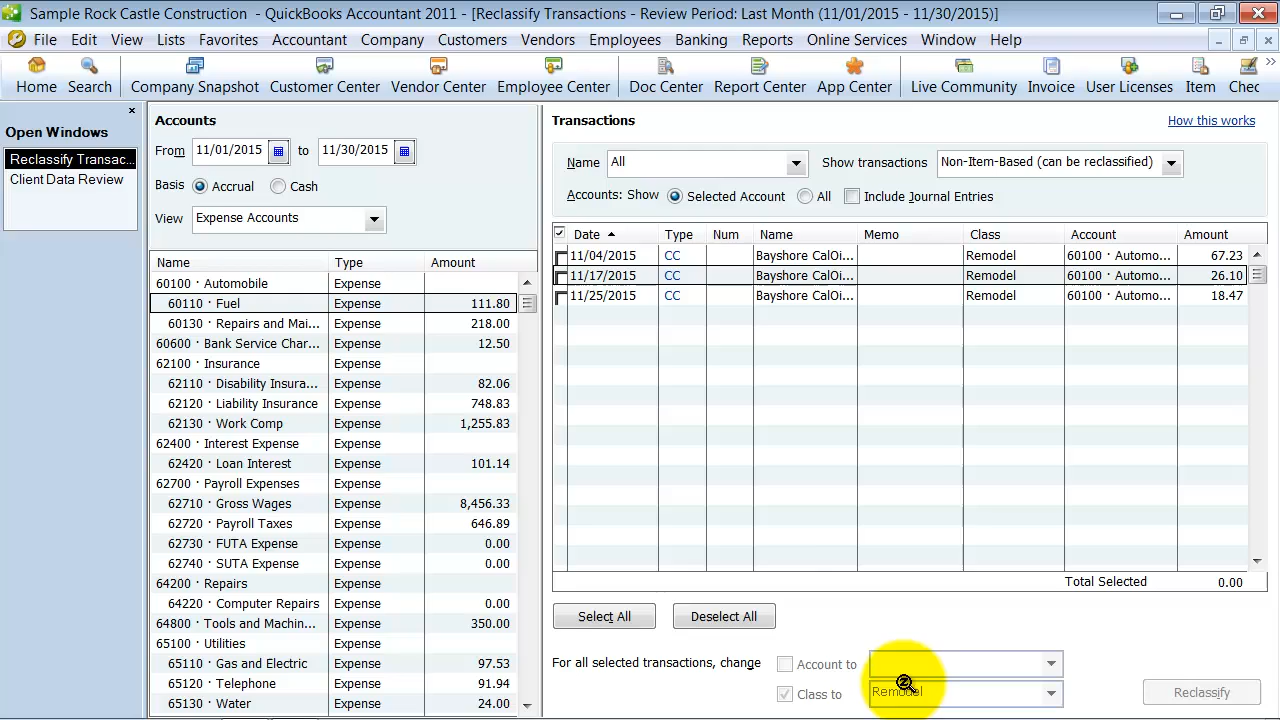 Sample Rock Castle Construction - QuickBooks Accountant 2011 - [Reclassify Transactions - Review Period: Last Month (11/01/2015 - 11/30/2015)]
File Edit View Lists Favorites Accountant Company Customers Vendors Employees Banking Reports Online Services Window Help
Home Search Company Snapshot Customer Center Vendor Center Employee Center Doc Center Report Center App Center Live Community Invoice User Licenses Item Chec
Open Windows
Reclassify Transac...
Client Data Review
Accounts
From 11/01/2015 to 11/30/2015
Basis Accrual Cash
View Expense Accounts
Name Type Amount
60100 · Automobile Expense
60110 · Fuel Expense 111.80
60130 · Repairs and Mai... Expense 218.00
60600 · Bank Service Char... Expense 12.50
62100 · Insurance Expense
62110 · Disability Insura... Expense 82.06
62120 · Liability Insurance Expense 748.83
62130 · Work Comp Expense 1,255.83
62400 · Interest Expense Expense
62420 · Loan Interest Expense 101.14
62700 · Payroll Expenses Expense
62710 · Gross Wages Expense 8,456.33
62720 · Payroll Taxes Expense 646.89
62730 · FUTA Expense Expense 0.00
62740 · SUTA Expense Expense 0.00
64200 · Repairs Expense
64220 · Computer Repairs Expense 0.00
64800 · Tools and Machin... Expense 350.00
65100 · Utilities Expense
65110 · Gas and Electric Expense 97.53
65120 · Telephone Expense 91.94
65130 · Water Expense 24.00
Transactions
How this works
Name All Show transactions Non-Item-Based (can be reclassified)
Accounts: Show Selected Account All Include Journal Entries
Date Type Num Name Memo Class Account Amount
11/04/2015 CC Bayshore CalOi... Remodel 60100 · Automo... 67.23
11/17/2015 CC Bayshore CalOi... Remodel 60100 · Automo... 26.10
11/25/2015 CC Bayshore CalOi... Remodel 60100 · Automo... 18.47
Total Selected 0.00
Select All Deselect All
For all selected transactions, change Account to
Class to Remodel Reclassify